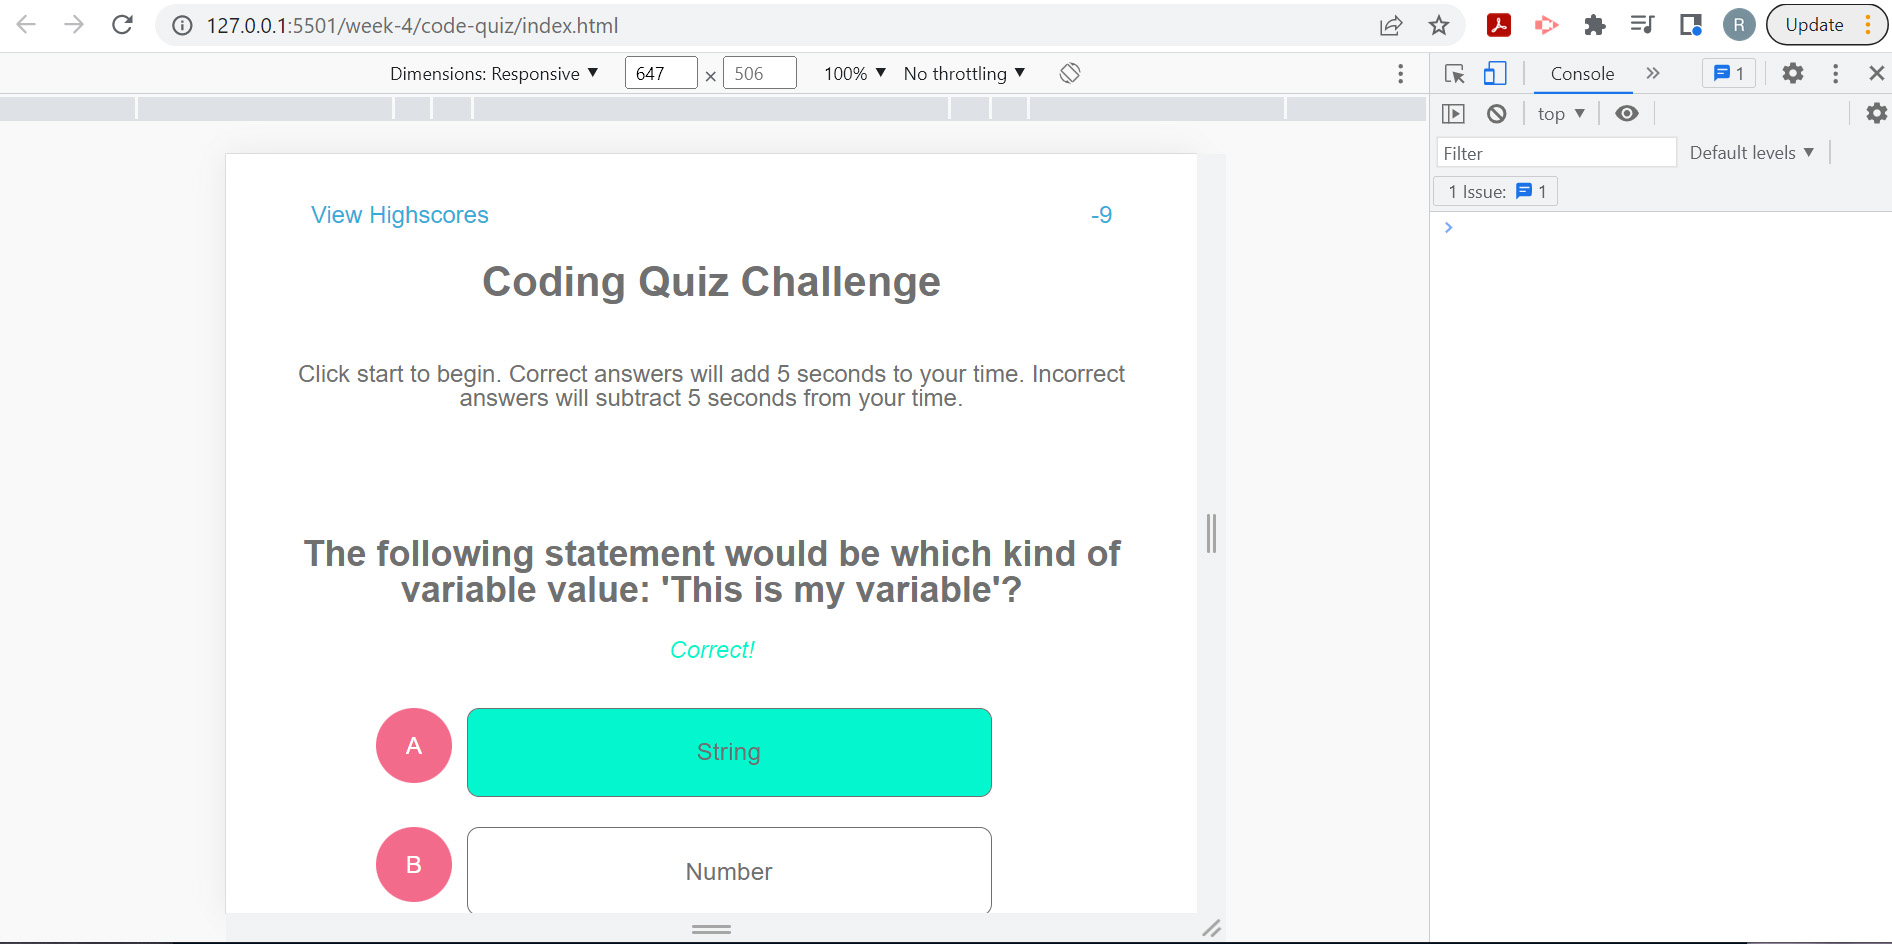 127.0.0.1:5501/week-4/code-quiz/index.html
R
Update
Dimensions: Responsive
647 × 506
100%
No throttling
Console
1
top
Filter
Default levels
1 Issue: 1
View Highscores
-9
Coding Quiz Challenge
Click start to begin. Correct answers will add 5 seconds to your time. Incorrect
answers will subtract 5 seconds from your time.
The following statement would be which kind of
variable value: 'This is my variable'?
Correct!
A
String
B
Number